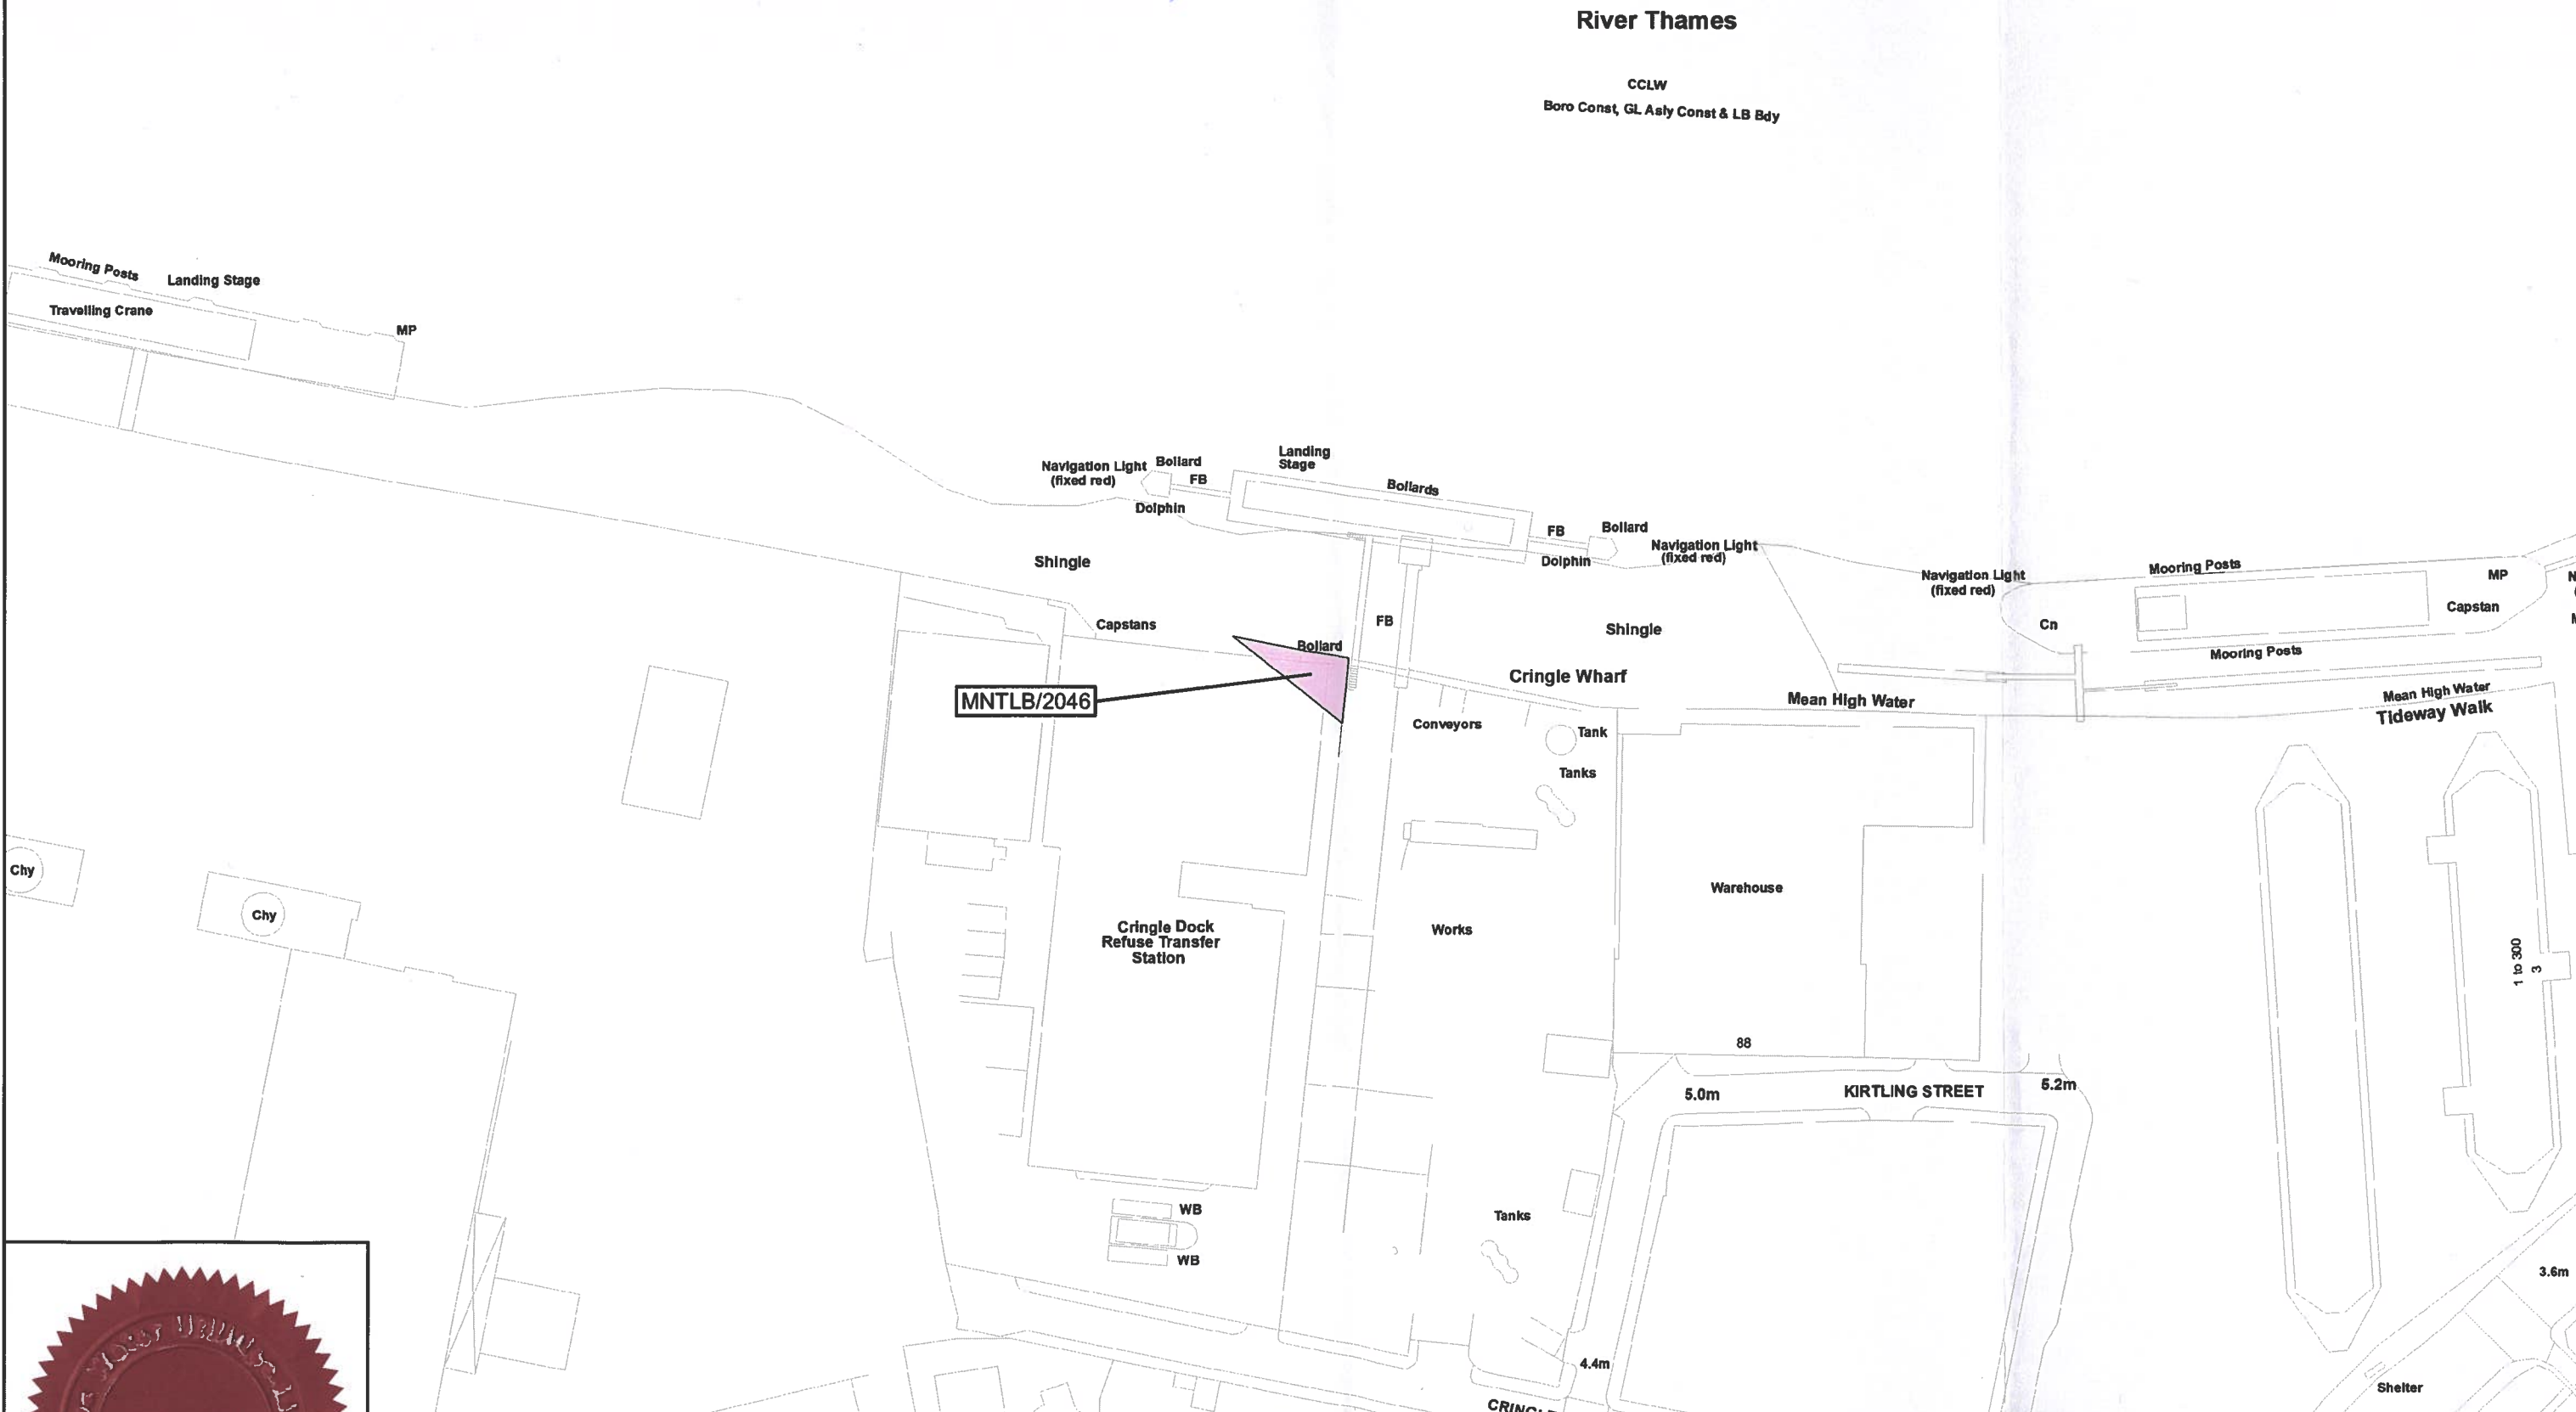 River Thames
CCLW
Boro Const, GL Asly Const & LB Bdy
Mooring Posts
Landing Stage
Travelling Crane
MP
Navigation Light
(fixed red)
Bollard
FB
Dolphin
Landing
Stage
Bollards
FB
Bollard
Dolphin
Navigation Light
(fixed red)
Shingle
Navigation Light
(fixed red)
Mooring Posts
MP
Capstan
Cn
Mooring Posts
Capstans
Bollard
FB
Shingle
Cringle Wharf
MNTLB/2046
Mean High Water
Mean High Water
Tideway Walk
Conveyors
Tank
Tanks
Chy
Chy
Warehouse
Cringle Dock
Refuse Transfer
Station
Works
1 to 300
3
88
5.0m
KIRTLING STREET
5.2m
WB
WB
Tanks
3.6m
4.4m
Shelter